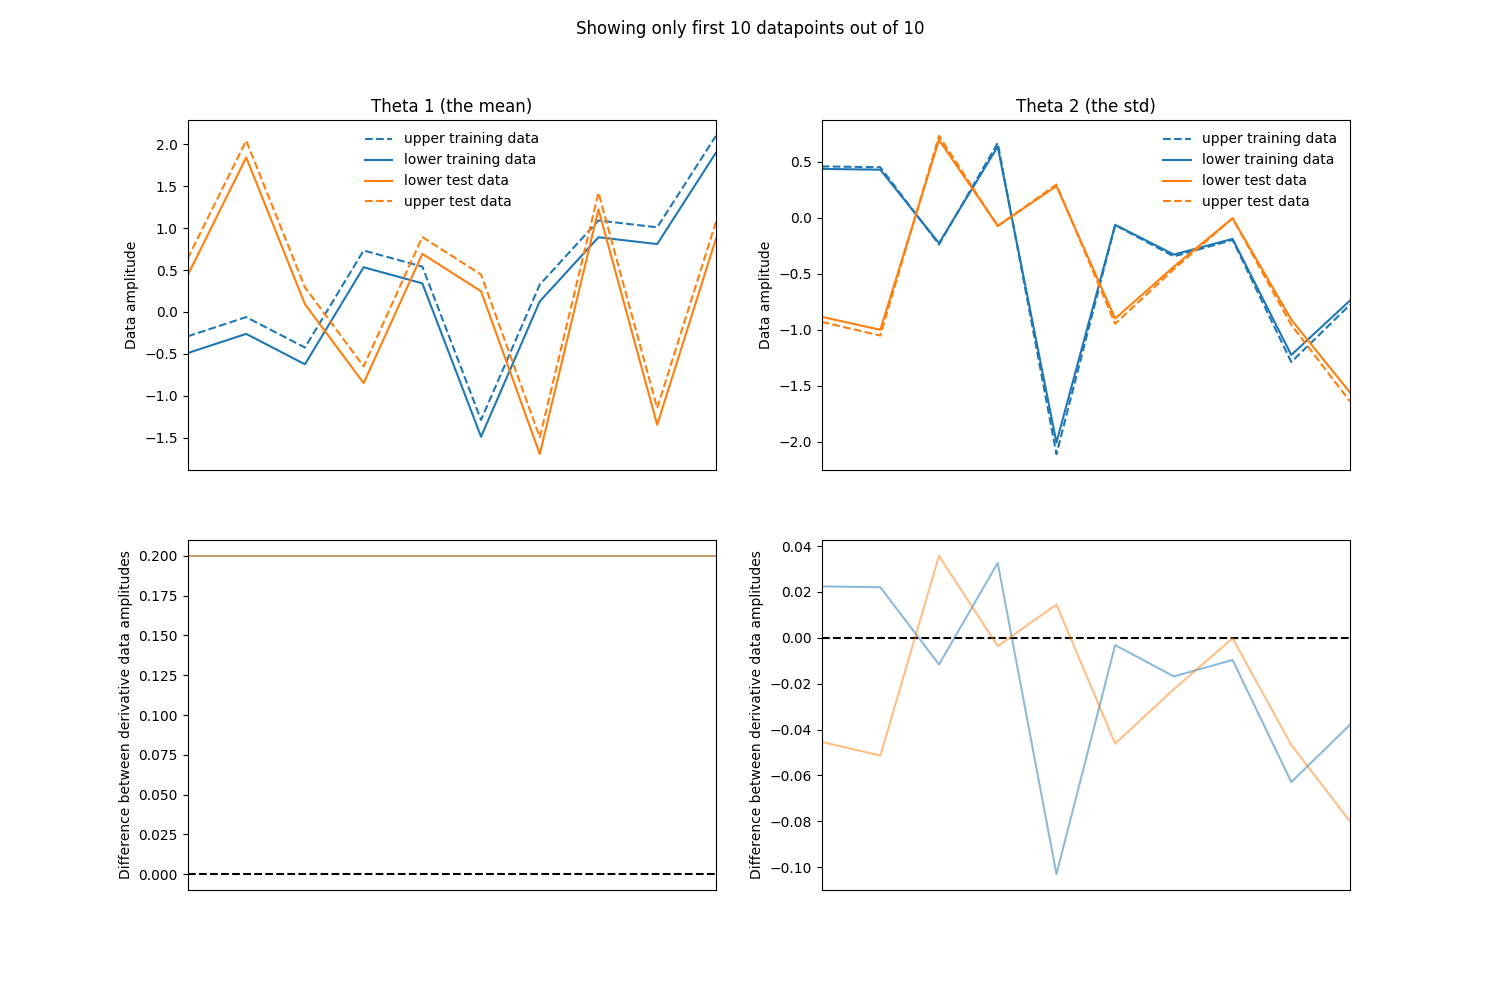 Showing only first 10 datapoints out of 10
Theta 1 (the mean)
Data amplitude
2.0
1.5
1.0
0.5
0.0
−0.5
−1.0
−1.5
upper training data
lower training data
lower test data
upper test data
Theta 2 (the std)
Data amplitude
0.5
0.0
−0.5
−1.0
−1.5
−2.0
upper training data
lower training data
lower test data
upper test data
Difference between derivative data amplitudes
0.200
0.175
0.150
0.125
0.100
0.075
0.050
0.025
0.000
Difference between derivative data amplitudes
0.04
0.02
0.00
−0.02
−0.04
−0.06
−0.08
−0.10